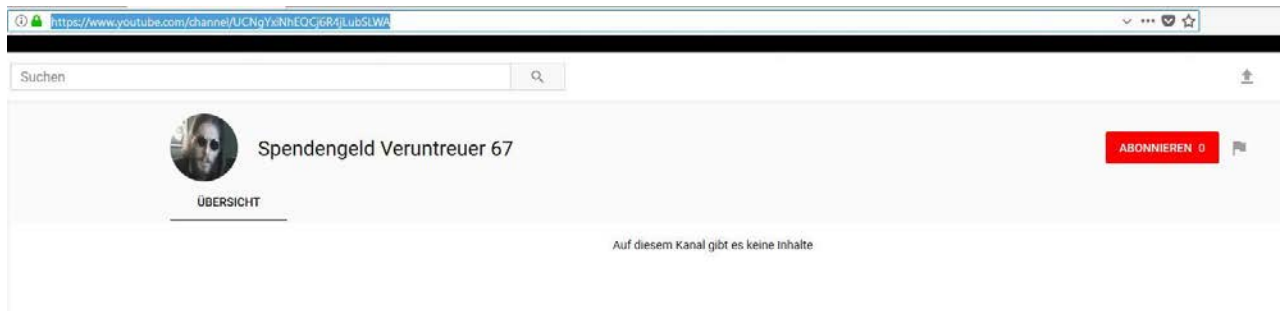 https://www.youtube.com/channel/UCNgYxlNhEQCj6R4jLubSLWA
Suchen
Spendengeld Veruntreuer 67
ABONNIEREN 0
ÜBERSICHT
Auf diesem Kanal gibt es keine Inhalte